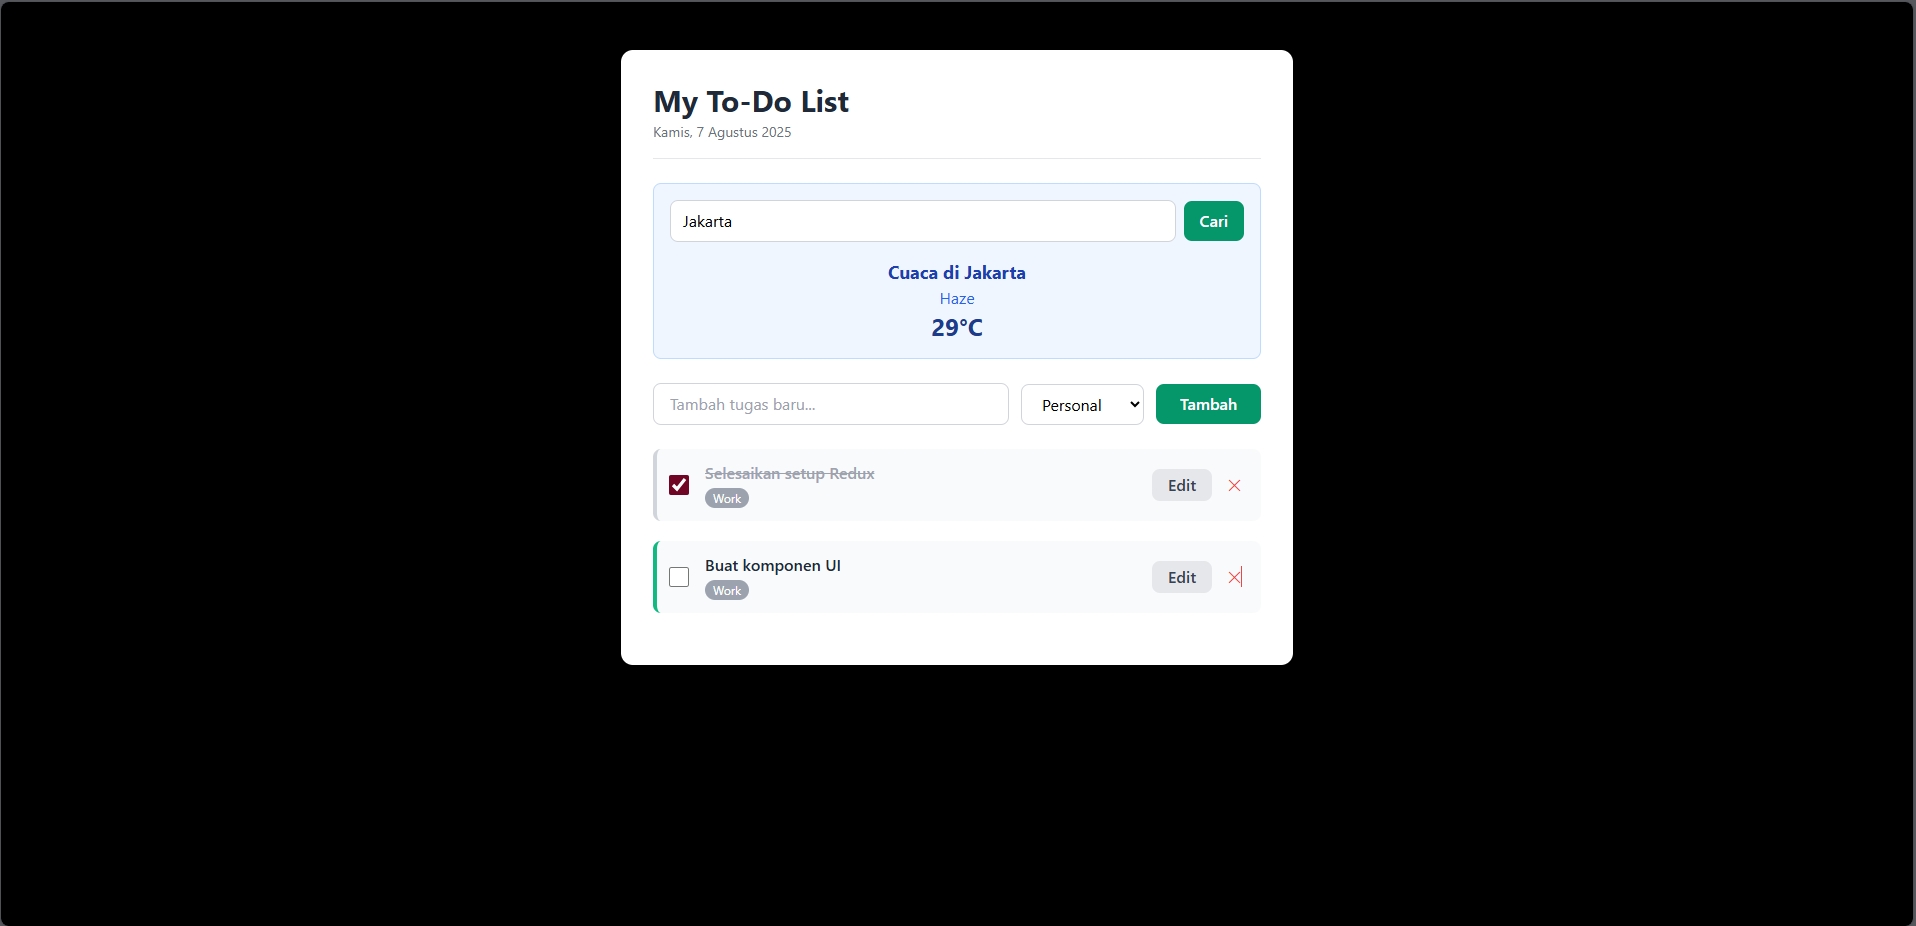 My To-Do List
Kamis, 7 Agustus 2025
Jakarta
Cari
Cuaca di Jakarta
Haze
29°C
Tambah tugas baru...
Personal
Tambah
Selesaikan setup Redux
Work
Edit
Buat komponen UI
Work
Edit